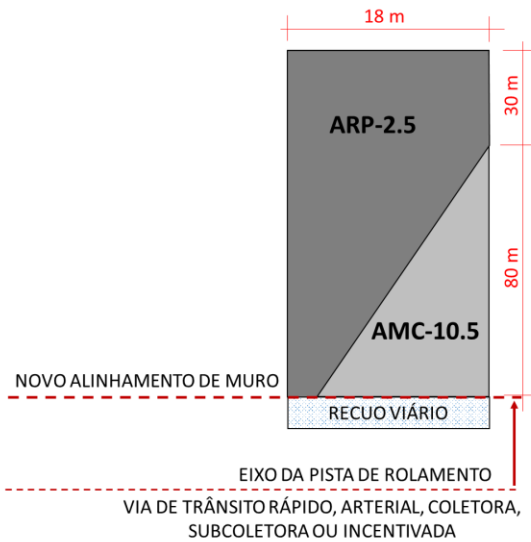 18 m
30 m
ARP-2.5
80 m
AMC-10.5
NOVO ALINHAMENTO DE MURO
RECUO VIÁRIO
EIXO DA PISTA DE ROLAMENTO
VIA DE TRÂNSITO RÁPIDO, ARTERIAL, COLETORA,
SUBCOLETORA OU INCENTIVADA